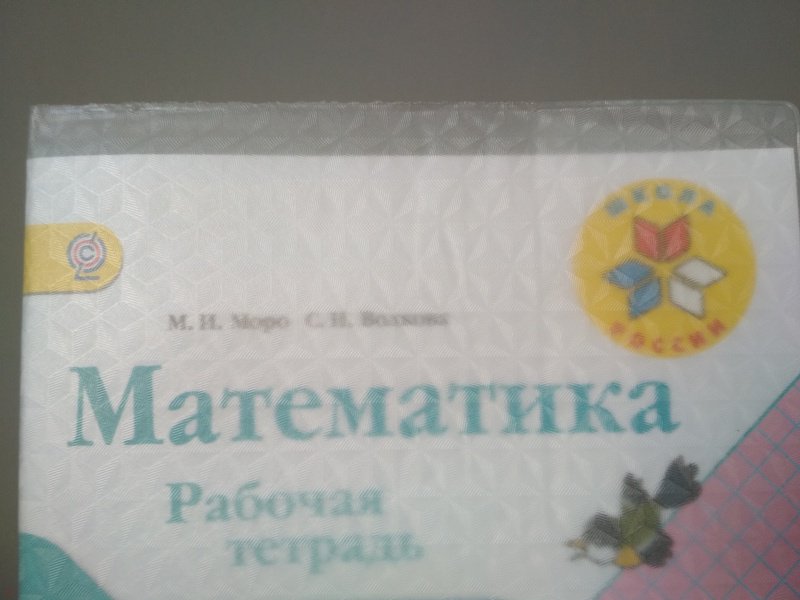 ШКОЛА
РОССИИ
М. И. Моро С. И. Волкова
Математика
Рабочая
тетрадь